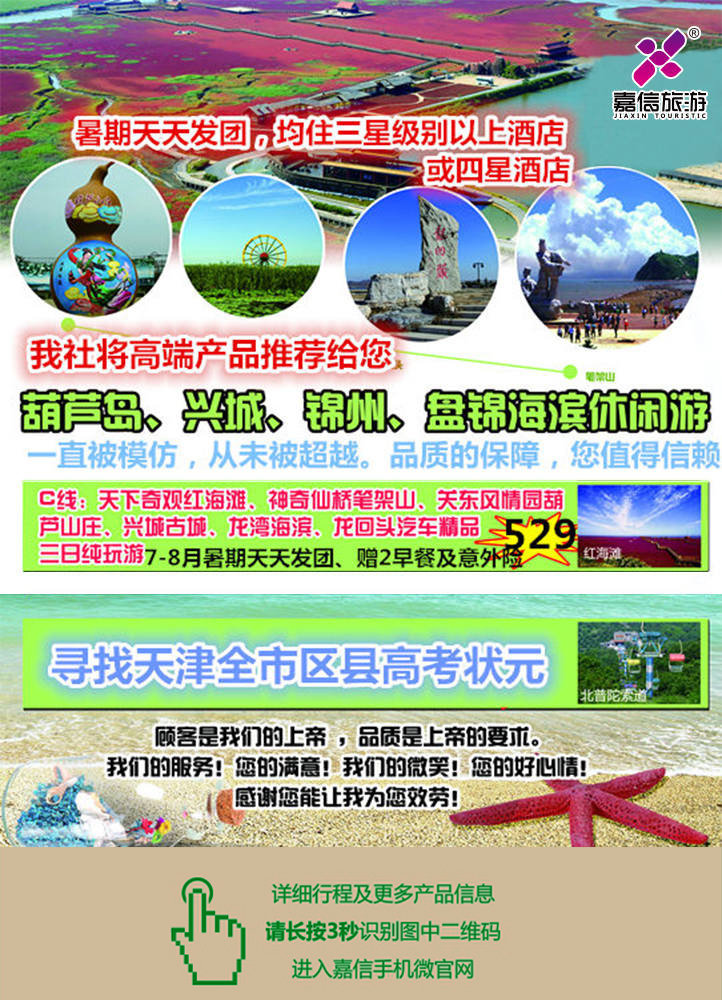 ®
嘉信旅游
JIAXIN TOURISTIC
暑期天天发团，均住三星级别以上酒店
或四星酒店
我社将高端产品推荐给您
笔架山
葫芦岛、兴城、锦州、盘锦海滨休闲游
一直被模仿，从未被超越。品质的保障，您值得信赖
C线：天下奇观红海滩、神奇仙桥笔架山、关东风情园葫
芦山庄、兴城古城、龙湾海滨、龙回头汽车精品
三日纯玩游7-8月暑期天天发团、赠2早餐及意外险
529
红海滩
寻找天津全市区县高考状元
北普陀索道
顾客是我们的上帝，品质是上帝的要求。
我们的服务！您的满意！我们的微笑！您的好心情！
感谢您能让我为您效劳！
详细行程及更多产品信息
请长按3秒识别图中二维码
进入嘉信手机微官网